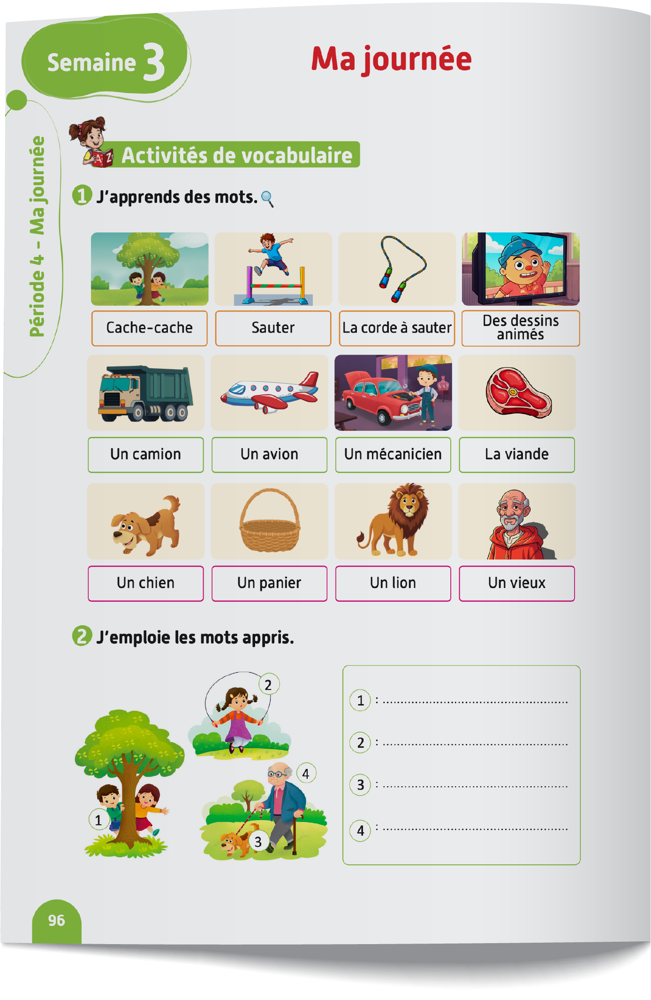 Semaine 3
Ma journée
Période 4 - Ma journée
A Z
Activités de vocabulaire
1 J'apprends des mots.
Cache-cache
Sauter
La corde à sauter
Des dessins
animés
Un camion
Un avion
Un mécanicien
La viande
Un chien
Un panier
Un lion
Un vieux
2 J'emploie les mots appris.
2
4
1
3
1 : ....................................................
2 : ....................................................
3 : ....................................................
4 : ....................................................
96